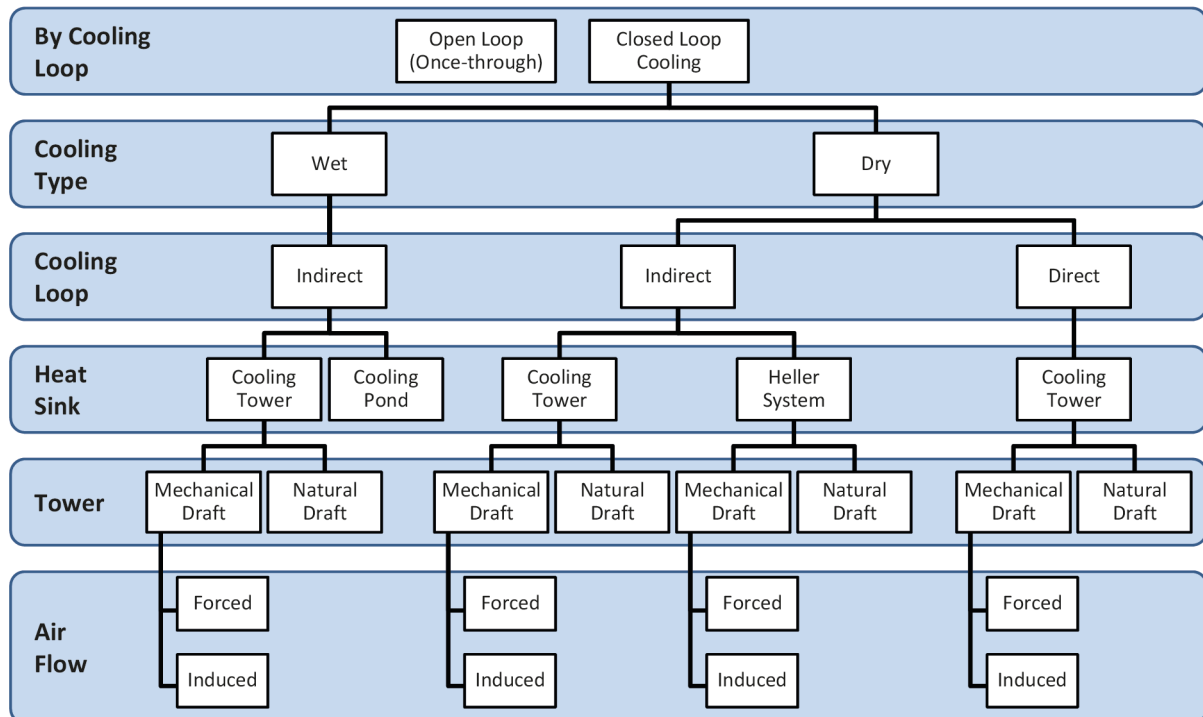 By Cooling
Loop
Open Loop
(Once-through)
Closed Loop
Cooling
Cooling
Type
Wet
Dry
Cooling
Loop
Indirect
Indirect
Direct
Heat
Sink
Cooling
Tower
Cooling
Pond
Cooling
Tower
Heller
System
Cooling
Tower
Tower
Mechanical
Draft
Natural
Draft
Mechanical
Draft
Natural
Draft
Mechanical
Draft
Natural
Draft
Mechanical
Draft
Natural
Draft
Air
Flow
Forced
Forced
Forced
Forced
Induced
Induced
Induced
Induced